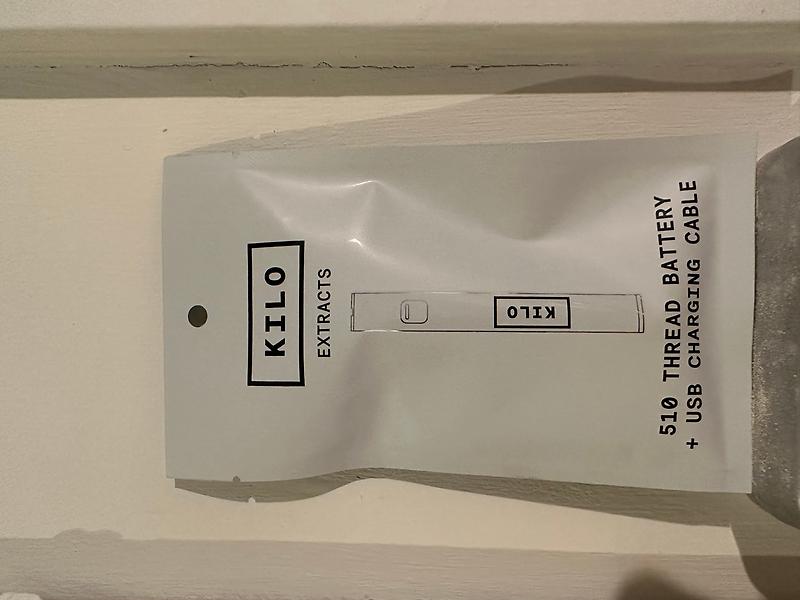 KILO
EXTRACTS
KILO
510 THREAD BATTERY
+ USB CHARGING CABLE